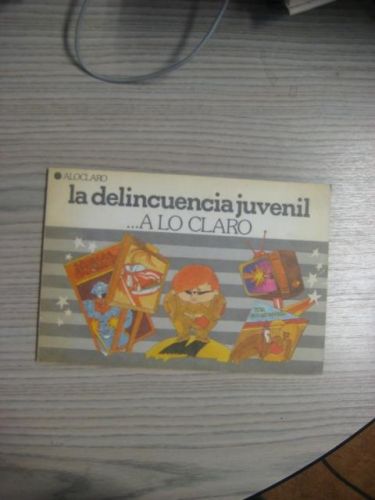 ALOCLARO
la delincuencia juvenil
...A LO CLARO